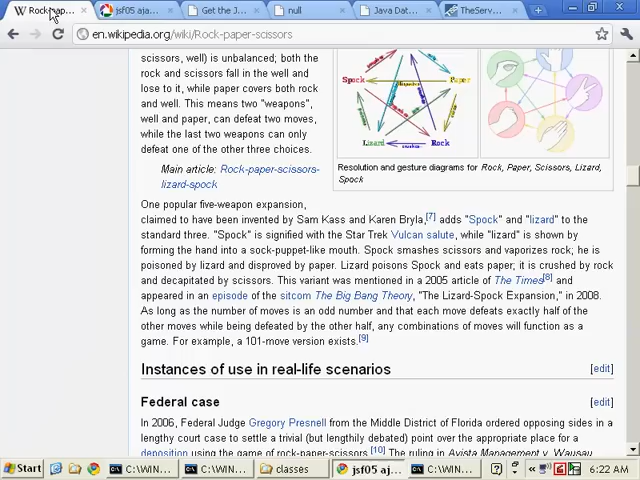 Rock-pap...
jsf05 aja...
Get the J
null
Java Dat...
TheServ
en.wikipedia.org/wiki/Rock-paper-scissors
scissors, well) is unbalanced; both the
rock and scissors fall in the well and
lose to it, while paper covers both rock
and well. This means two "weapons",
well and paper, can defeat two moves,
while the last two weapons can only
defeat one of the other three choices.
Main article: Rock-paper-scissors-
lizard-spock
Spock
Paper
Lizard
Rock
Resolution and gesture diagrams for Rock, Paper, Scissors, Lizard,
Spock
One popular five-weapon expansion,
claimed to have been invented by Sam Kass and Karen Bryla,[7] adds "Spock" and "lizard" to the
standard three. "Spock" is signified with the Star Trek Vulcan salute, while "lizard" is shown by
forming the hand into a sock-puppet-like mouth. Spock smashes scissors and vaporizes rock; he is
poisoned by lizard and disproved by paper. Lizard poisons Spock and eats paper; it is crushed by rock
and decapitated by scissors. This variant was mentioned in a 2005 article of The Times[8] and
appeared in an episode of the sitcom The Big Bang Theory, "The Lizard-Spock Expansion," in 2008.
As long as the number of moves is an odd number and that each move defeats exactly half of the
other moves while being defeated by the other half, any combinations of moves will function as a
game. For example, a 101-move version exists.[9]
Instances of use in real-life scenarios
[edit]
Federal case
[edit]
In 2006, Federal Judge Gregory Presnell from the Middle District of Florida ordered opposing sides in a
lengthy court case to settle a trivial (but lengthily debated) point over the appropriate place for a
deposition using the game of rock-paper-scissors.[10] The ruling in Avista Management v. Wausau
Start
C:\WIN...
C:\WIN...
classes
jsf05 aj...
C:\WIN...
6:22 AM